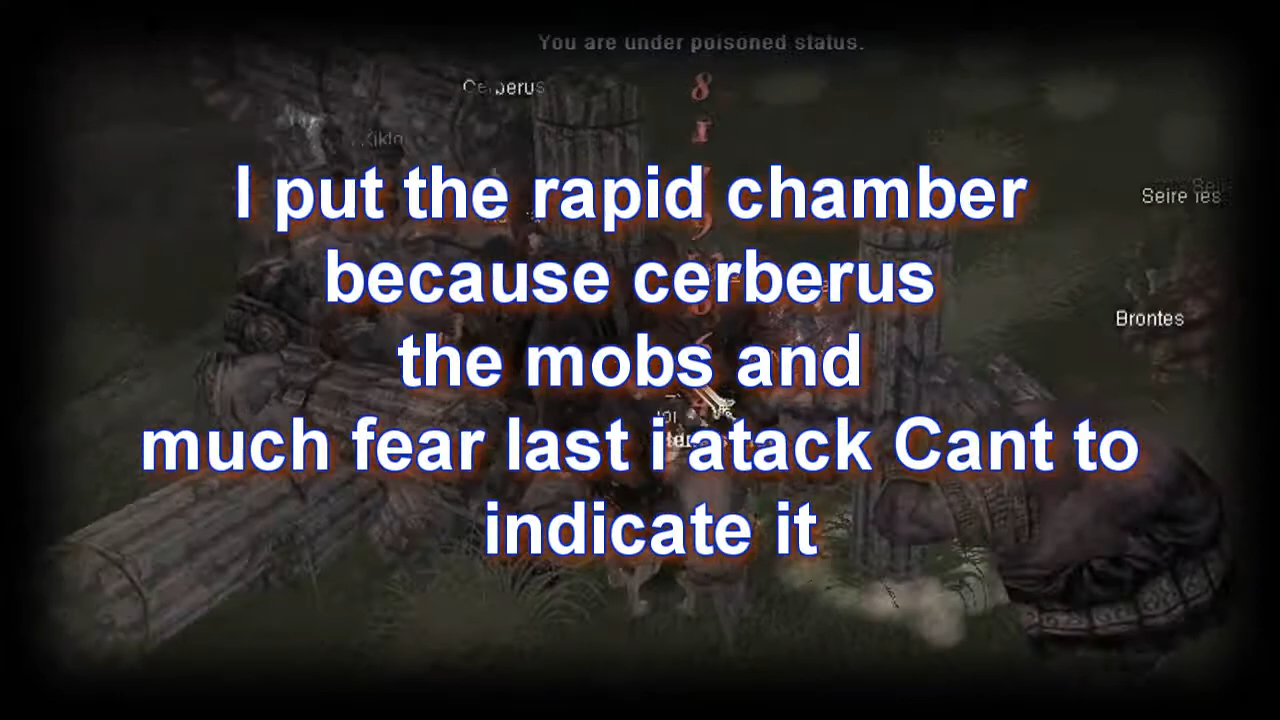 You are under poisoned status.
Cerberus
8
I put the rapid chamber
because cerberus
the mobs and
much fear last i atack Cant to
indicate it
Brontes